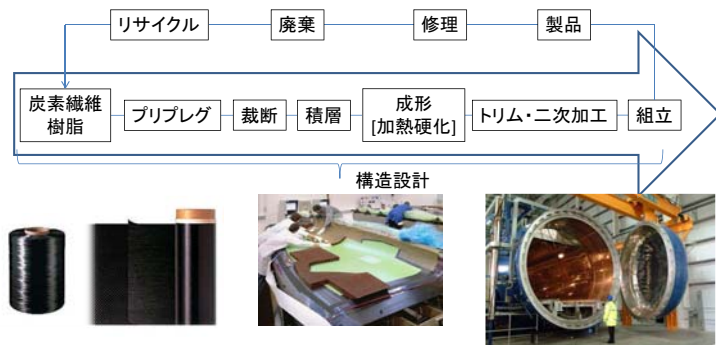 リサイクル
廃棄
修理
製品
炭素繊維
樹脂
プリプレグ
裁断
積層
成形
[加熱硬化]
トリム・二次加工
組立
構造設計